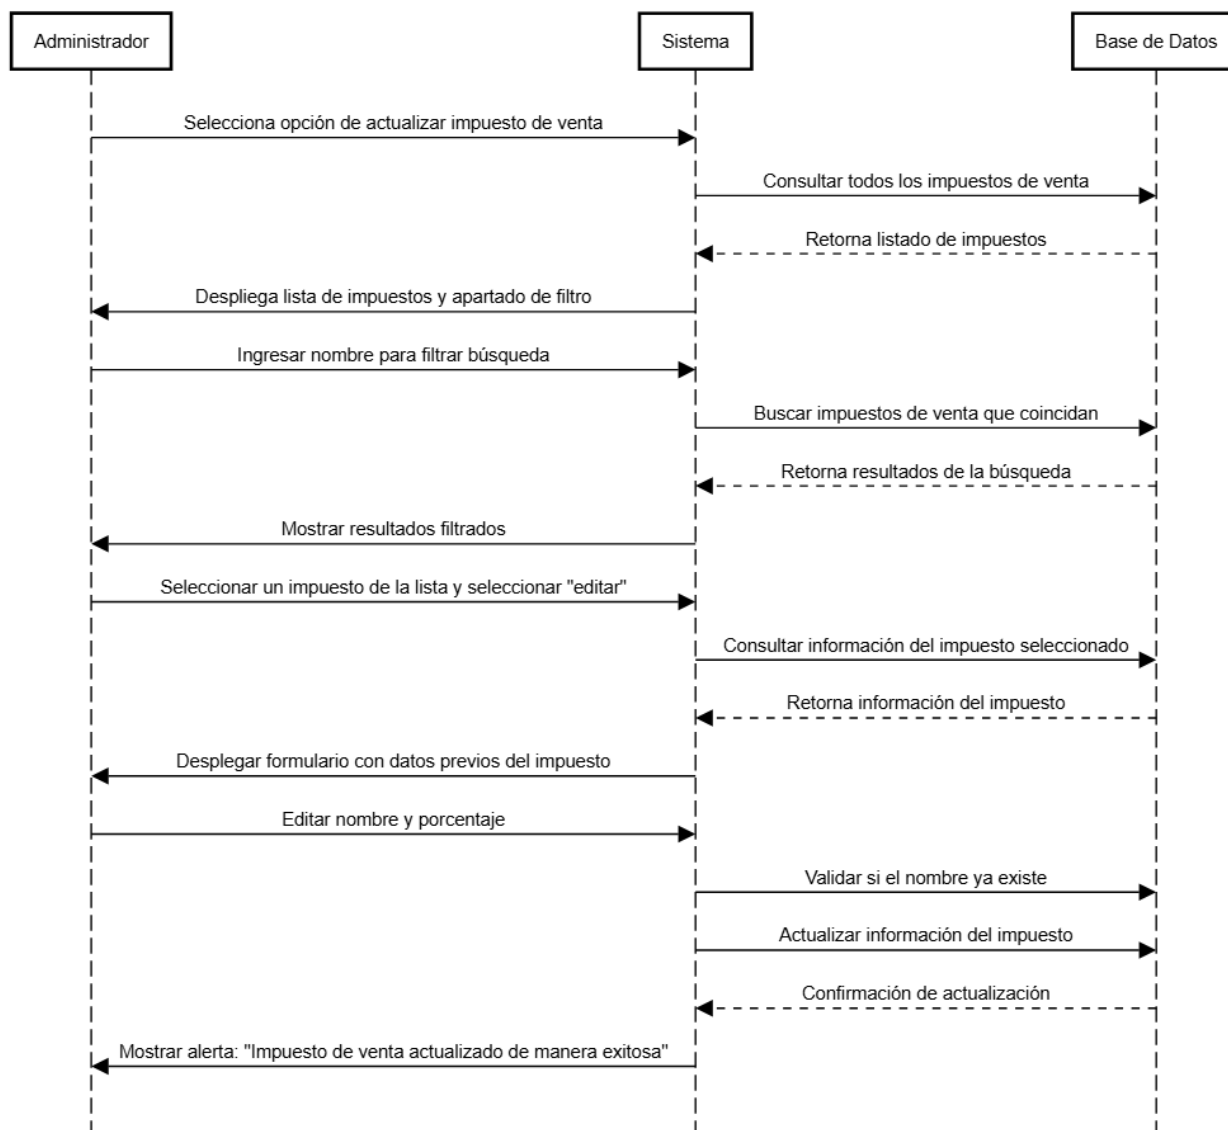 Administrador
Sistema
Base de Datos
Selecciona opción de actualizar impuesto de venta
Consultar todos los impuestos de venta
Retorna listado de impuestos
Despliega lista de impuestos y apartado de filtro
Ingresar nombre para filtrar búsqueda
Buscar impuestos de venta que coincidan
Retorna resultados de la búsqueda
Mostrar resultados filtrados
Seleccionar un impuesto de la lista y seleccionar "editar"
Consultar información del impuesto seleccionado
Retorna información del impuesto
Desplegar formulario con datos previos del impuesto
Editar nombre y porcentaje
Validar si el nombre ya existe
Actualizar información del impuesto
Confirmación de actualización
Mostrar alerta: "Impuesto de venta actualizado de manera exitosa"